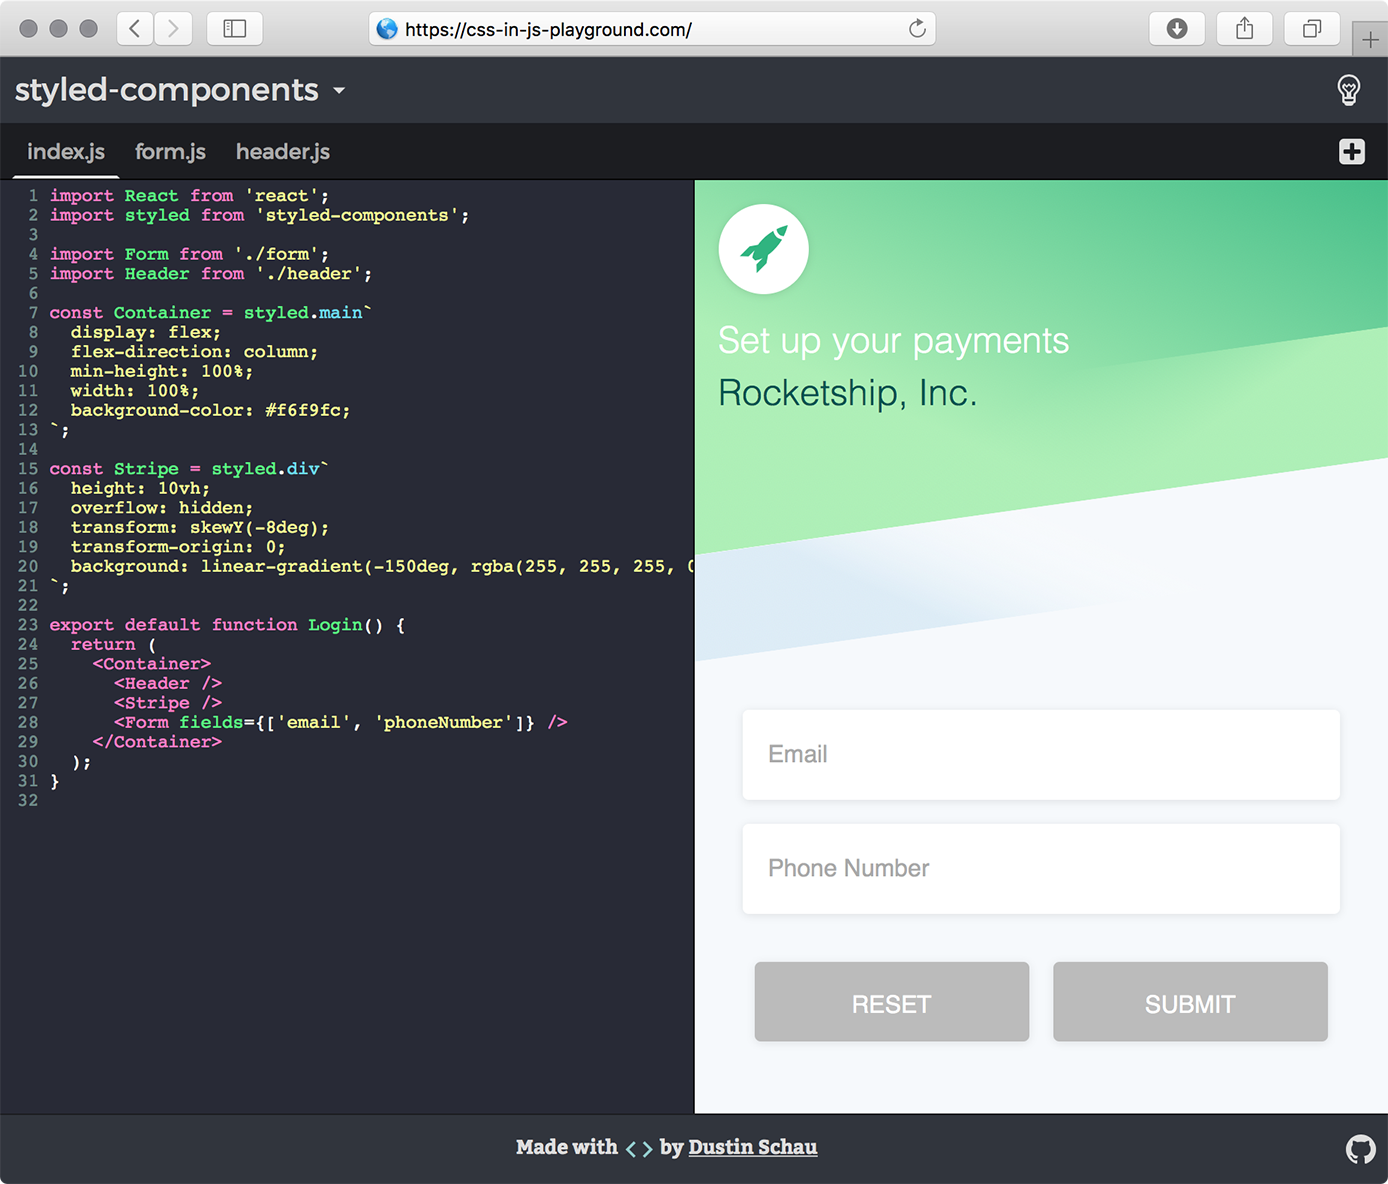 https://css-in-js-playground.com/
styled-components
index.js form.js header.js
1 import React from 'react';
2 import styled from 'styled-components';
3
4 import Form from './form';
5 import Header from './header';
6
7 const Container = styled.main`
8 display: flex;
9 flex-direction: column;
10 min-height: 100%;
11 width: 100%;
12 background-color: #f6f9fc;
13 `;
14
15 const Stripe = styled.div`
16 height: 10vh;
17 overflow: hidden;
18 transform: skewY(-8deg);
19 transform-origin: 0;
20 background: linear-gradient(-150deg, rgba(255, 255, 255, 0
21 `;
22
23 export default function Login() {
24 return (
25 <Container>
26 <Header />
27 <Stripe />
28 <Form fields={['email', 'phoneNumber']} />
29 </Container>
30 );
31 }
32
Set up your payments
Rocketship, Inc.
Email
Phone Number
RESET SUBMIT
Made with <> by Dustin Schau